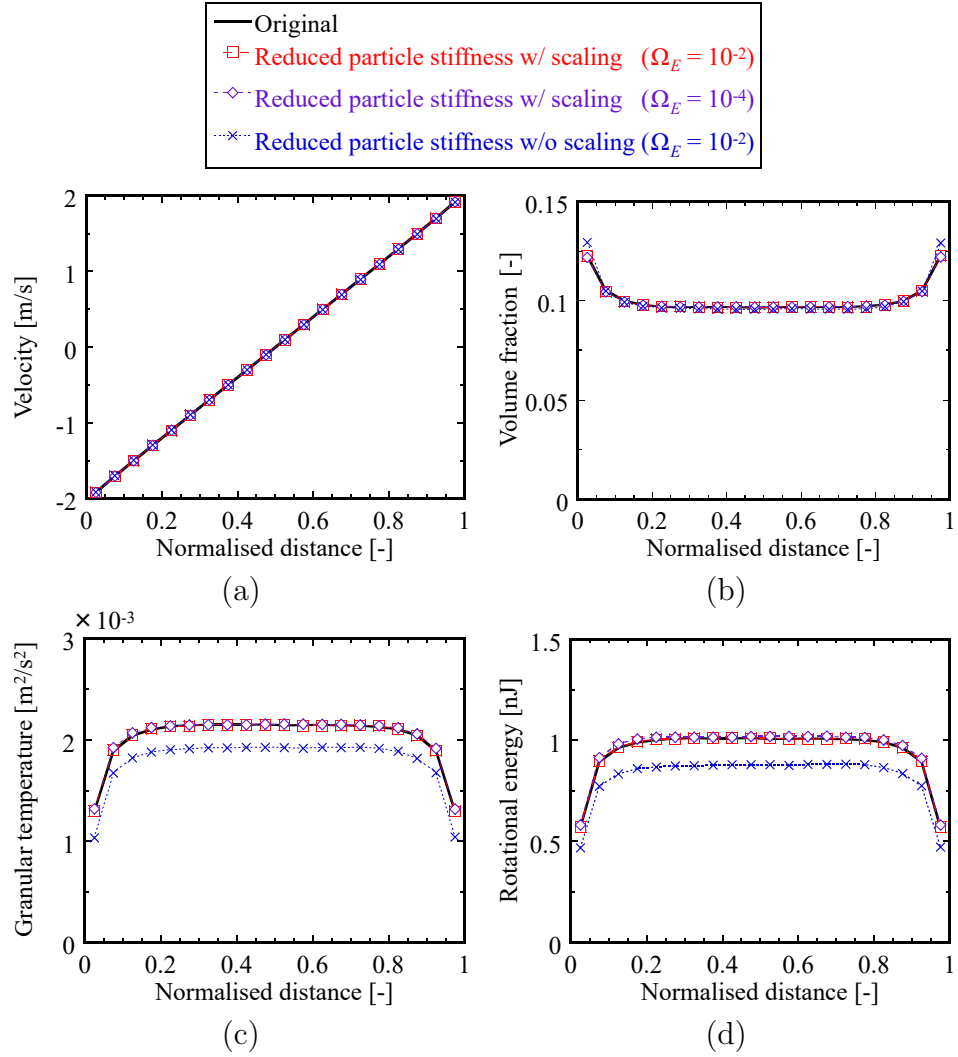 Original
Reduced particle stiffness w/ scaling (Ω_E = 10⁻²)
Reduced particle stiffness w/ scaling (Ω_E = 10⁻⁴)
Reduced particle stiffness w/o scaling (Ω_E = 10⁻²)
2
1
0
-1
-2
Velocity [m/s]
0 0.2 0.4 0.6 0.8 1
Normalised distance [-]
(a)
0.15
0.1
0.05
0
Volume fraction [-]
0 0.2 0.4 0.6 0.8 1
Normalised distance [-]
(b)
× 10⁻³
3
2
1
0
Granular temperature [m²/s²]
0 0.2 0.4 0.6 0.8 1
Normalised distance [-]
(c)
1.5
1
0.5
0
Rotational energy [nJ]
0 0.2 0.4 0.6 0.8 1
Normalised distance [-]
(d)